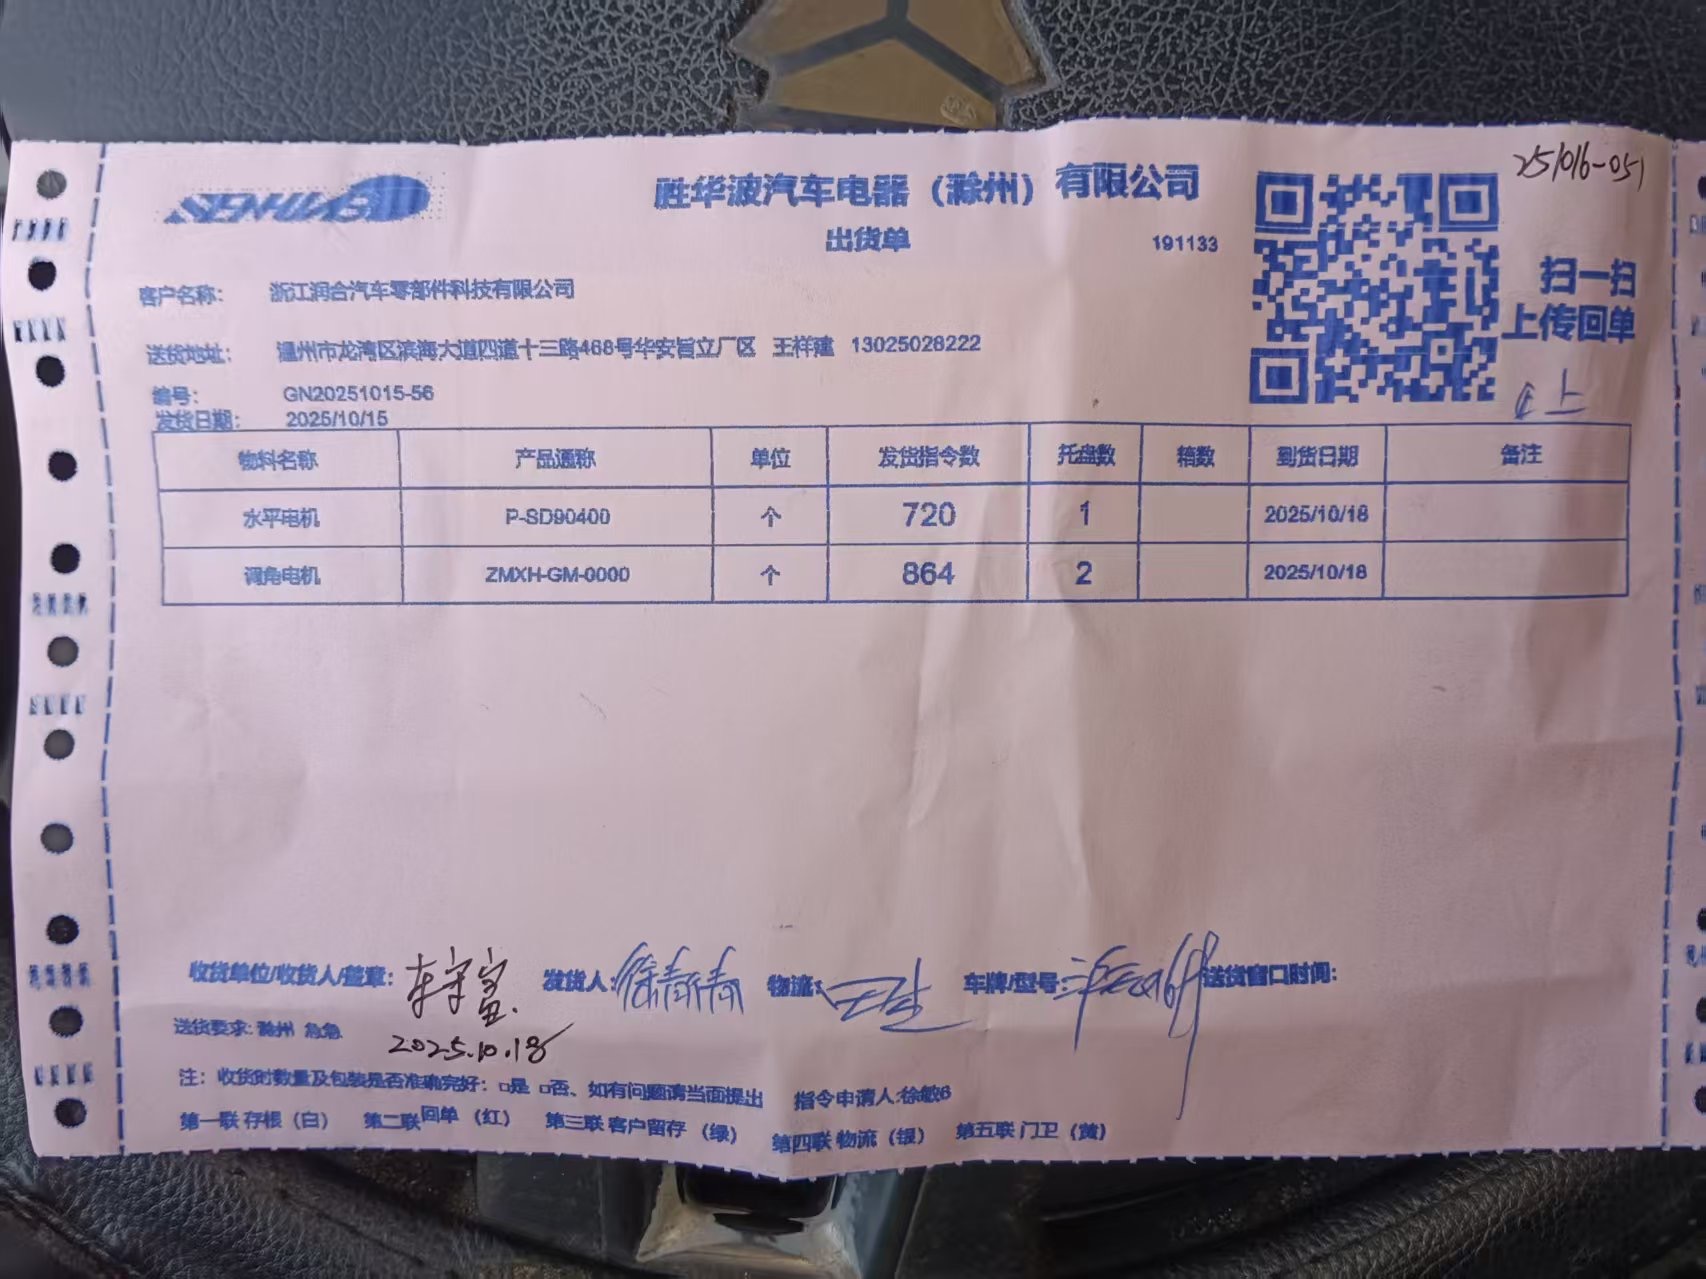 SENHWABO
251016-051
胜华波汽车电器（滁州）有限公司
出货单
191133
扫一扫
上传回单
客户名称： 浙江润合汽车零部件科技有限公司
送货地址： 温州市龙湾区滨海大道四道十三路468号华安旨立厂区 王祥建 13025028222
编号： GN20251015-56
发货日期： 2025/10/15
物料名称 产品通称 单位 发货指令数 托盘数 箱数 到货日期 备注
水平电机 P-SD90400 个 720 1 2025/10/18
调角电机 ZMXH-GM-0000 个 864 2 2025/10/18
收货单位/收货人/盖章： 发货人： 徐青青 物流： 车牌/型号： 送货窗口时间：
送货要求：滁州 急急
2025.10.18
注：收货时数量及包装是否准确完好：□是 □否、如有问题请当面提出 指令申请人:徐敏6
第一联 存根（白） 第二联 回单（红） 第三联 客户留存（绿） 第四联 物流（银） 第五联 门卫（黄）